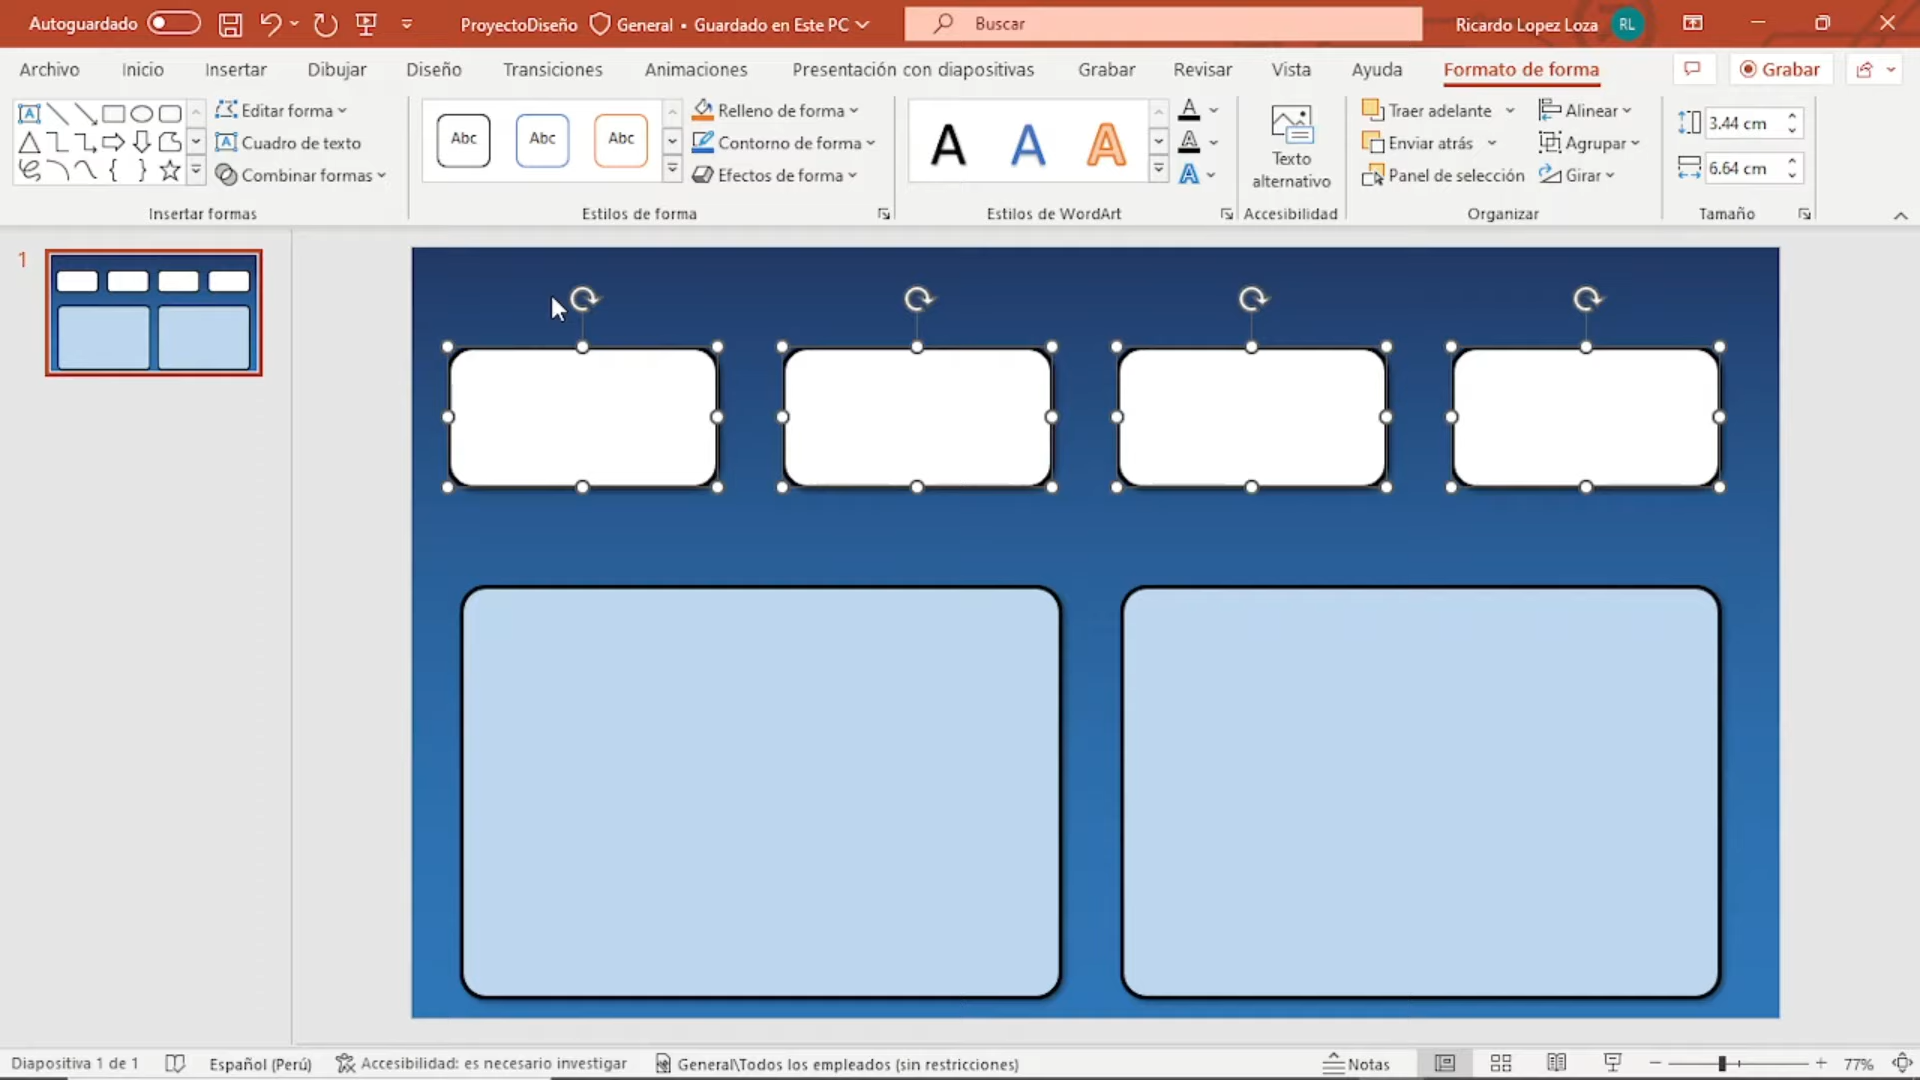 Autoguardado ProyectoDiseño General • Guardado en Este PC Buscar Ricardo Lopez Loza RL
Archivo Inicio Insertar Dibujar Diseño Transiciones Animaciones Presentación con diapositivas Grabar Revisar Vista Ayuda Formato de forma Grabar
Editar forma
Cuadro de texto
Combinar formas
Insertar formas
Abc Abc Abc
Relleno de forma
Contorno de forma
Efectos de forma
Estilos de forma
A A A
A
A
A
Estilos de WordArt
Texto
alternativo
Accesibilidad
Traer adelante
Enviar atrás
Panel de selección
Alinear
Agrupar
Girar
Organizar
3.44 cm
6.64 cm
Tamaño
1
Diapositiva 1 de 1 Español (Perú) Accesibilidad: es necesario investigar General\Todos los empleados (sin restricciones) Notas 77%